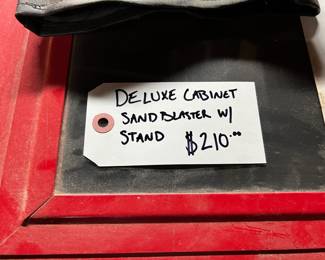 DELUXE CABINET
SANDBLASTER W/
STAND $210.00